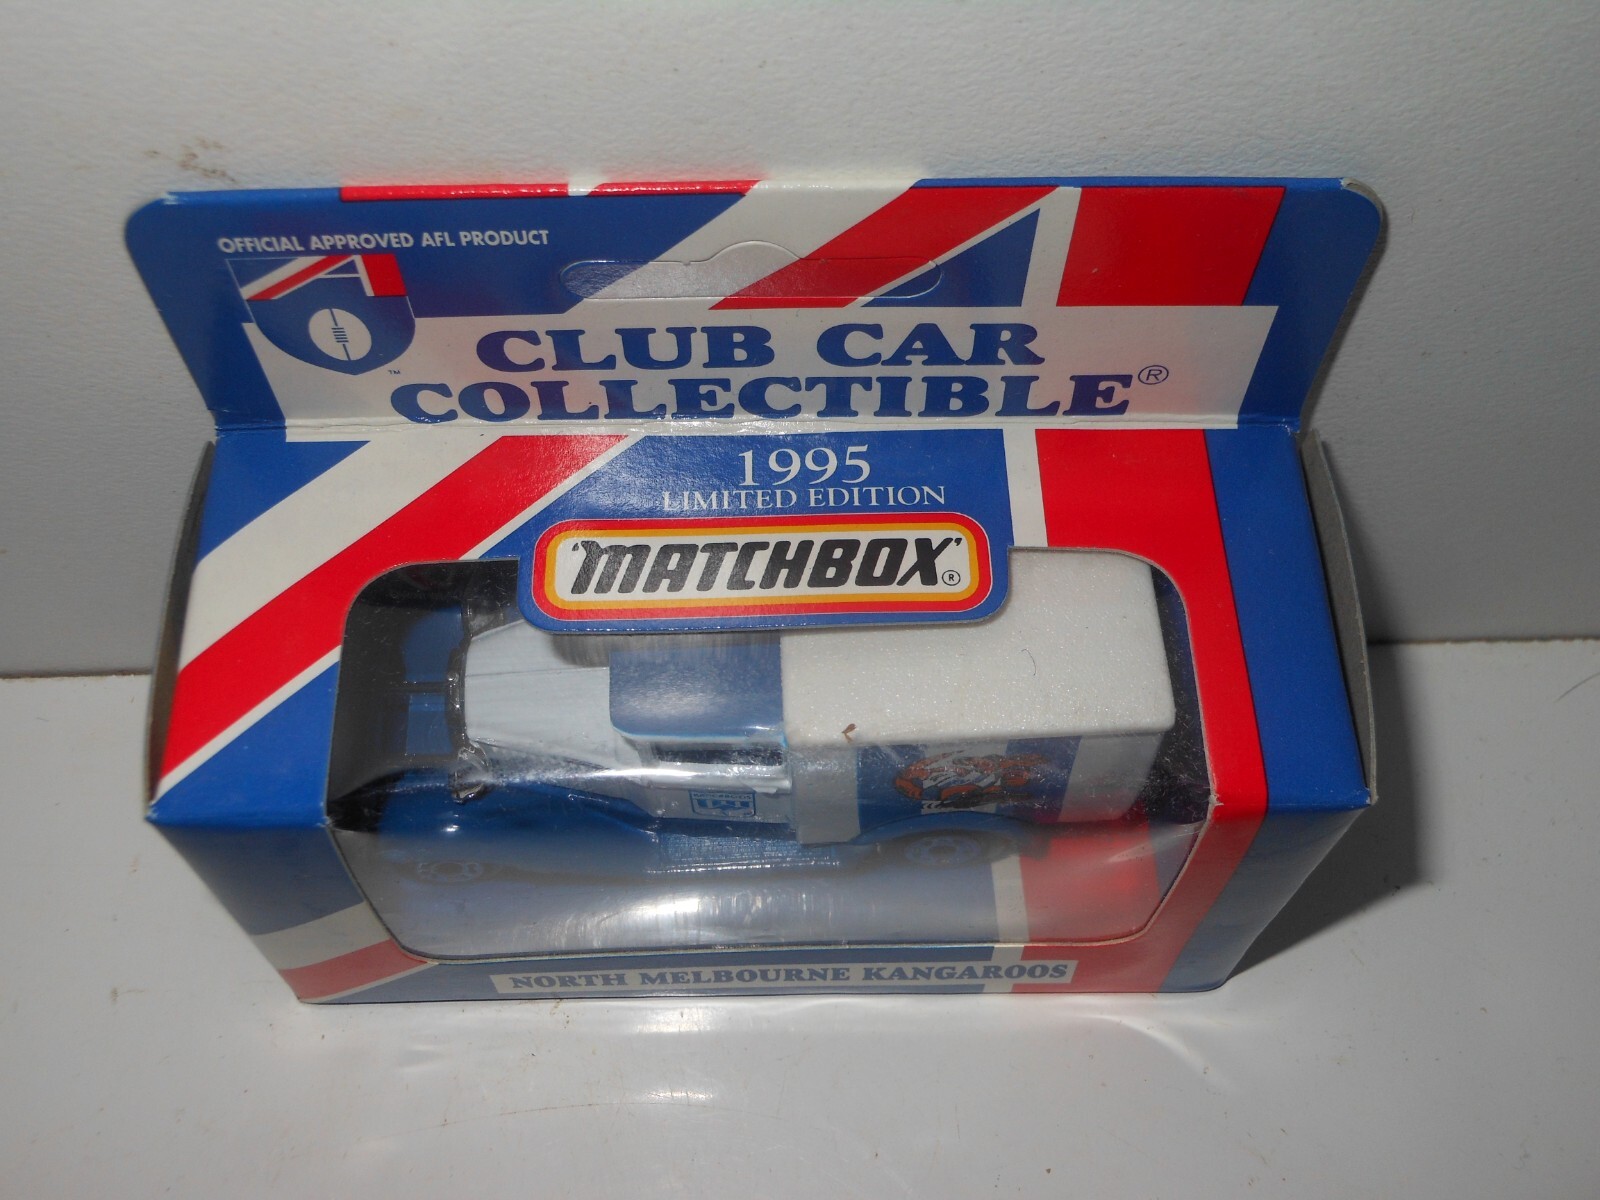 OFFICIAL APPROVED AFL PRODUCT
TM
CLUB CAR
COLLECTIBLE®
1995
LIMITED EDITION
'MATCHBOX'®
NORTH MELBOURNE KANGAROOS